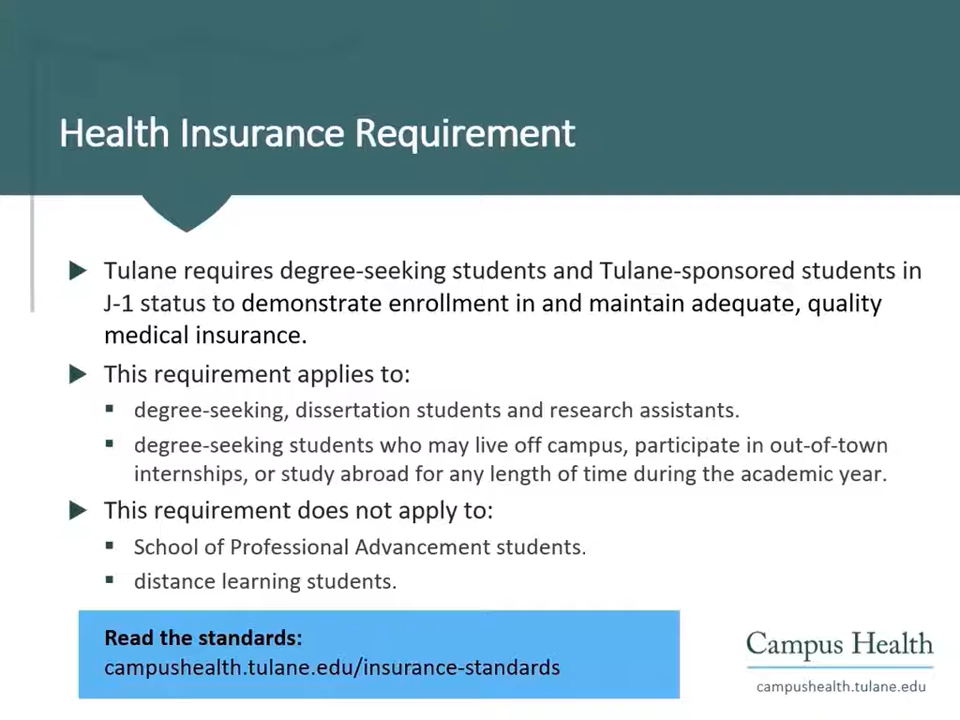 Health Insurance Requirement
Tulane requires degree-seeking students and Tulane-sponsored students in
J-1 status to demonstrate enrollment in and maintain adequate, quality
medical insurance.
This requirement applies to:
degree-seeking, dissertation students and research assistants.
degree-seeking students who may live off campus, participate in out-of-town
internships, or study abroad for any length of time during the academic year.
This requirement does not apply to:
School of Professional Advancement students.
distance learning students.
Read the standards:
campushealth.tulane.edu/insurance-standards
Campus Health
campushealth.tulane.edu